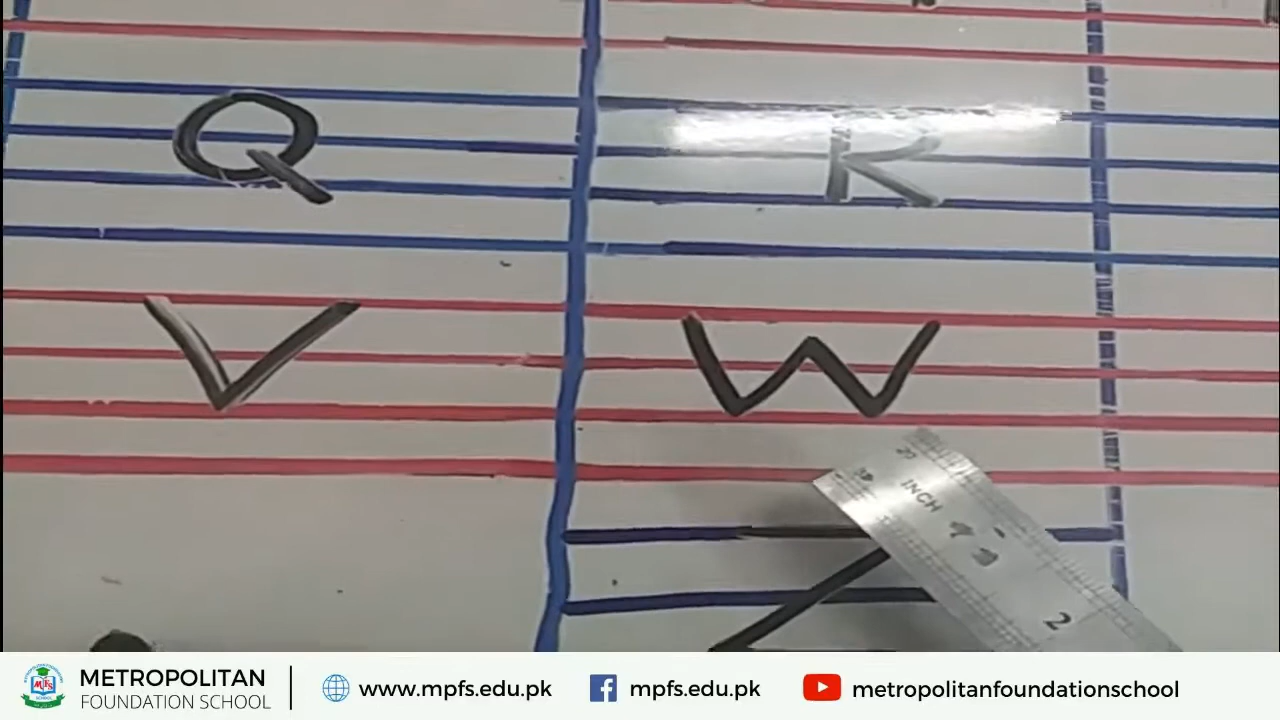 Q R
V W
INCH
2
METROPOLITAN
FOUNDATION SCHOOL
www.mpfs.edu.pk mpfs.edu.pk metropolitanfoundationschool